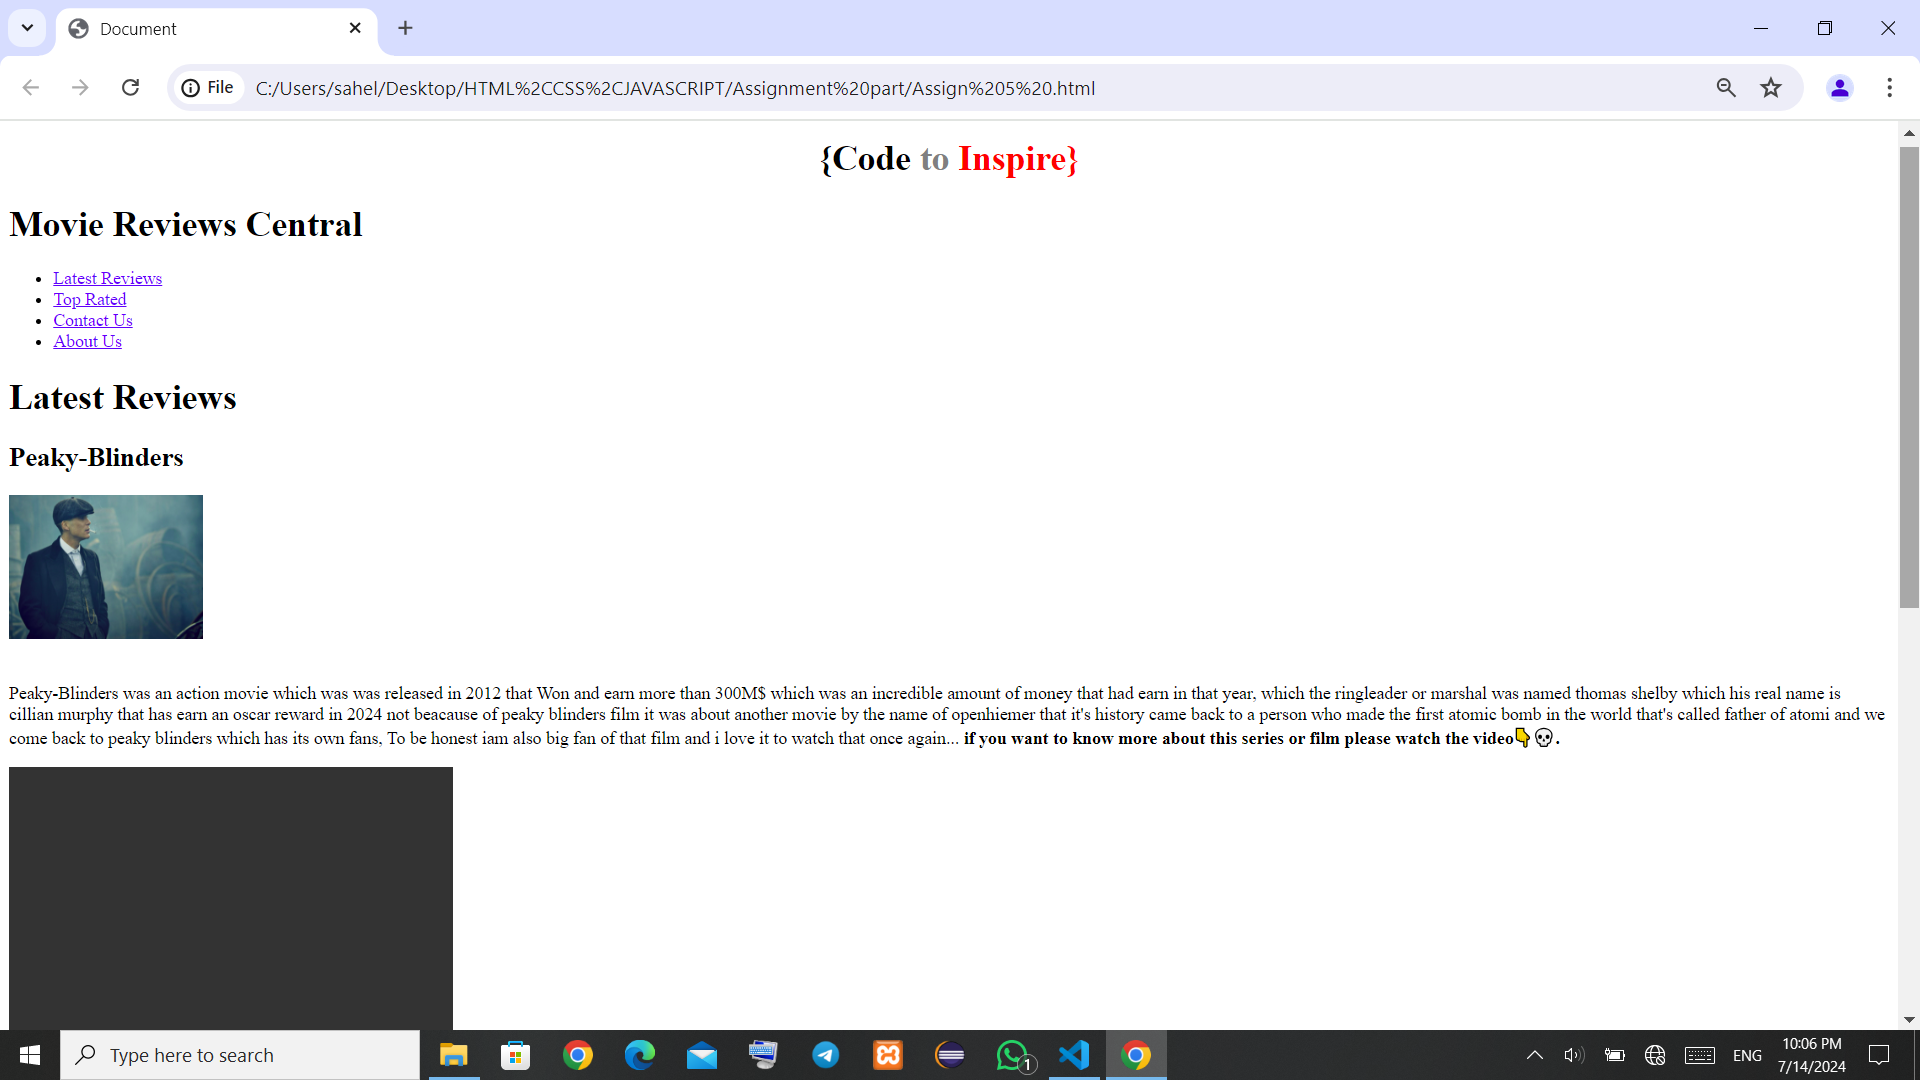 Document
File
C:/Users/sahel/Desktop/HTML%2CCSS%2CJAVASCRIPT/Assignment%20part/Assign%205%20.html
{Code to Inspire}
Movie Reviews Central
• Latest Reviews
• Top Rated
• Contact Us
• About Us
Latest Reviews
Peaky-Blinders
Peaky-Blinders was an action movie which was was released in 2012 that Won and earn more than 300M$ which was an incredible amount of money that had earn in that year, which the ringleader or marshal was named thomas shelby which his real name is
cillian murphy that has earn an oscar reward in 2024 not beacause of peaky blinders film it was about another movie by the name of openhiemer that it's history came back to a person who made the first atomic bomb in the world that's called father of atomi and we
come back to peaky blinders which has its own fans, To be honest iam also big fan of that film and i love it to watch that once again... if you want to know more about this series or film please watch the video👇💀.
Type here to search
1
ENG
10:06 PM
7/14/2024